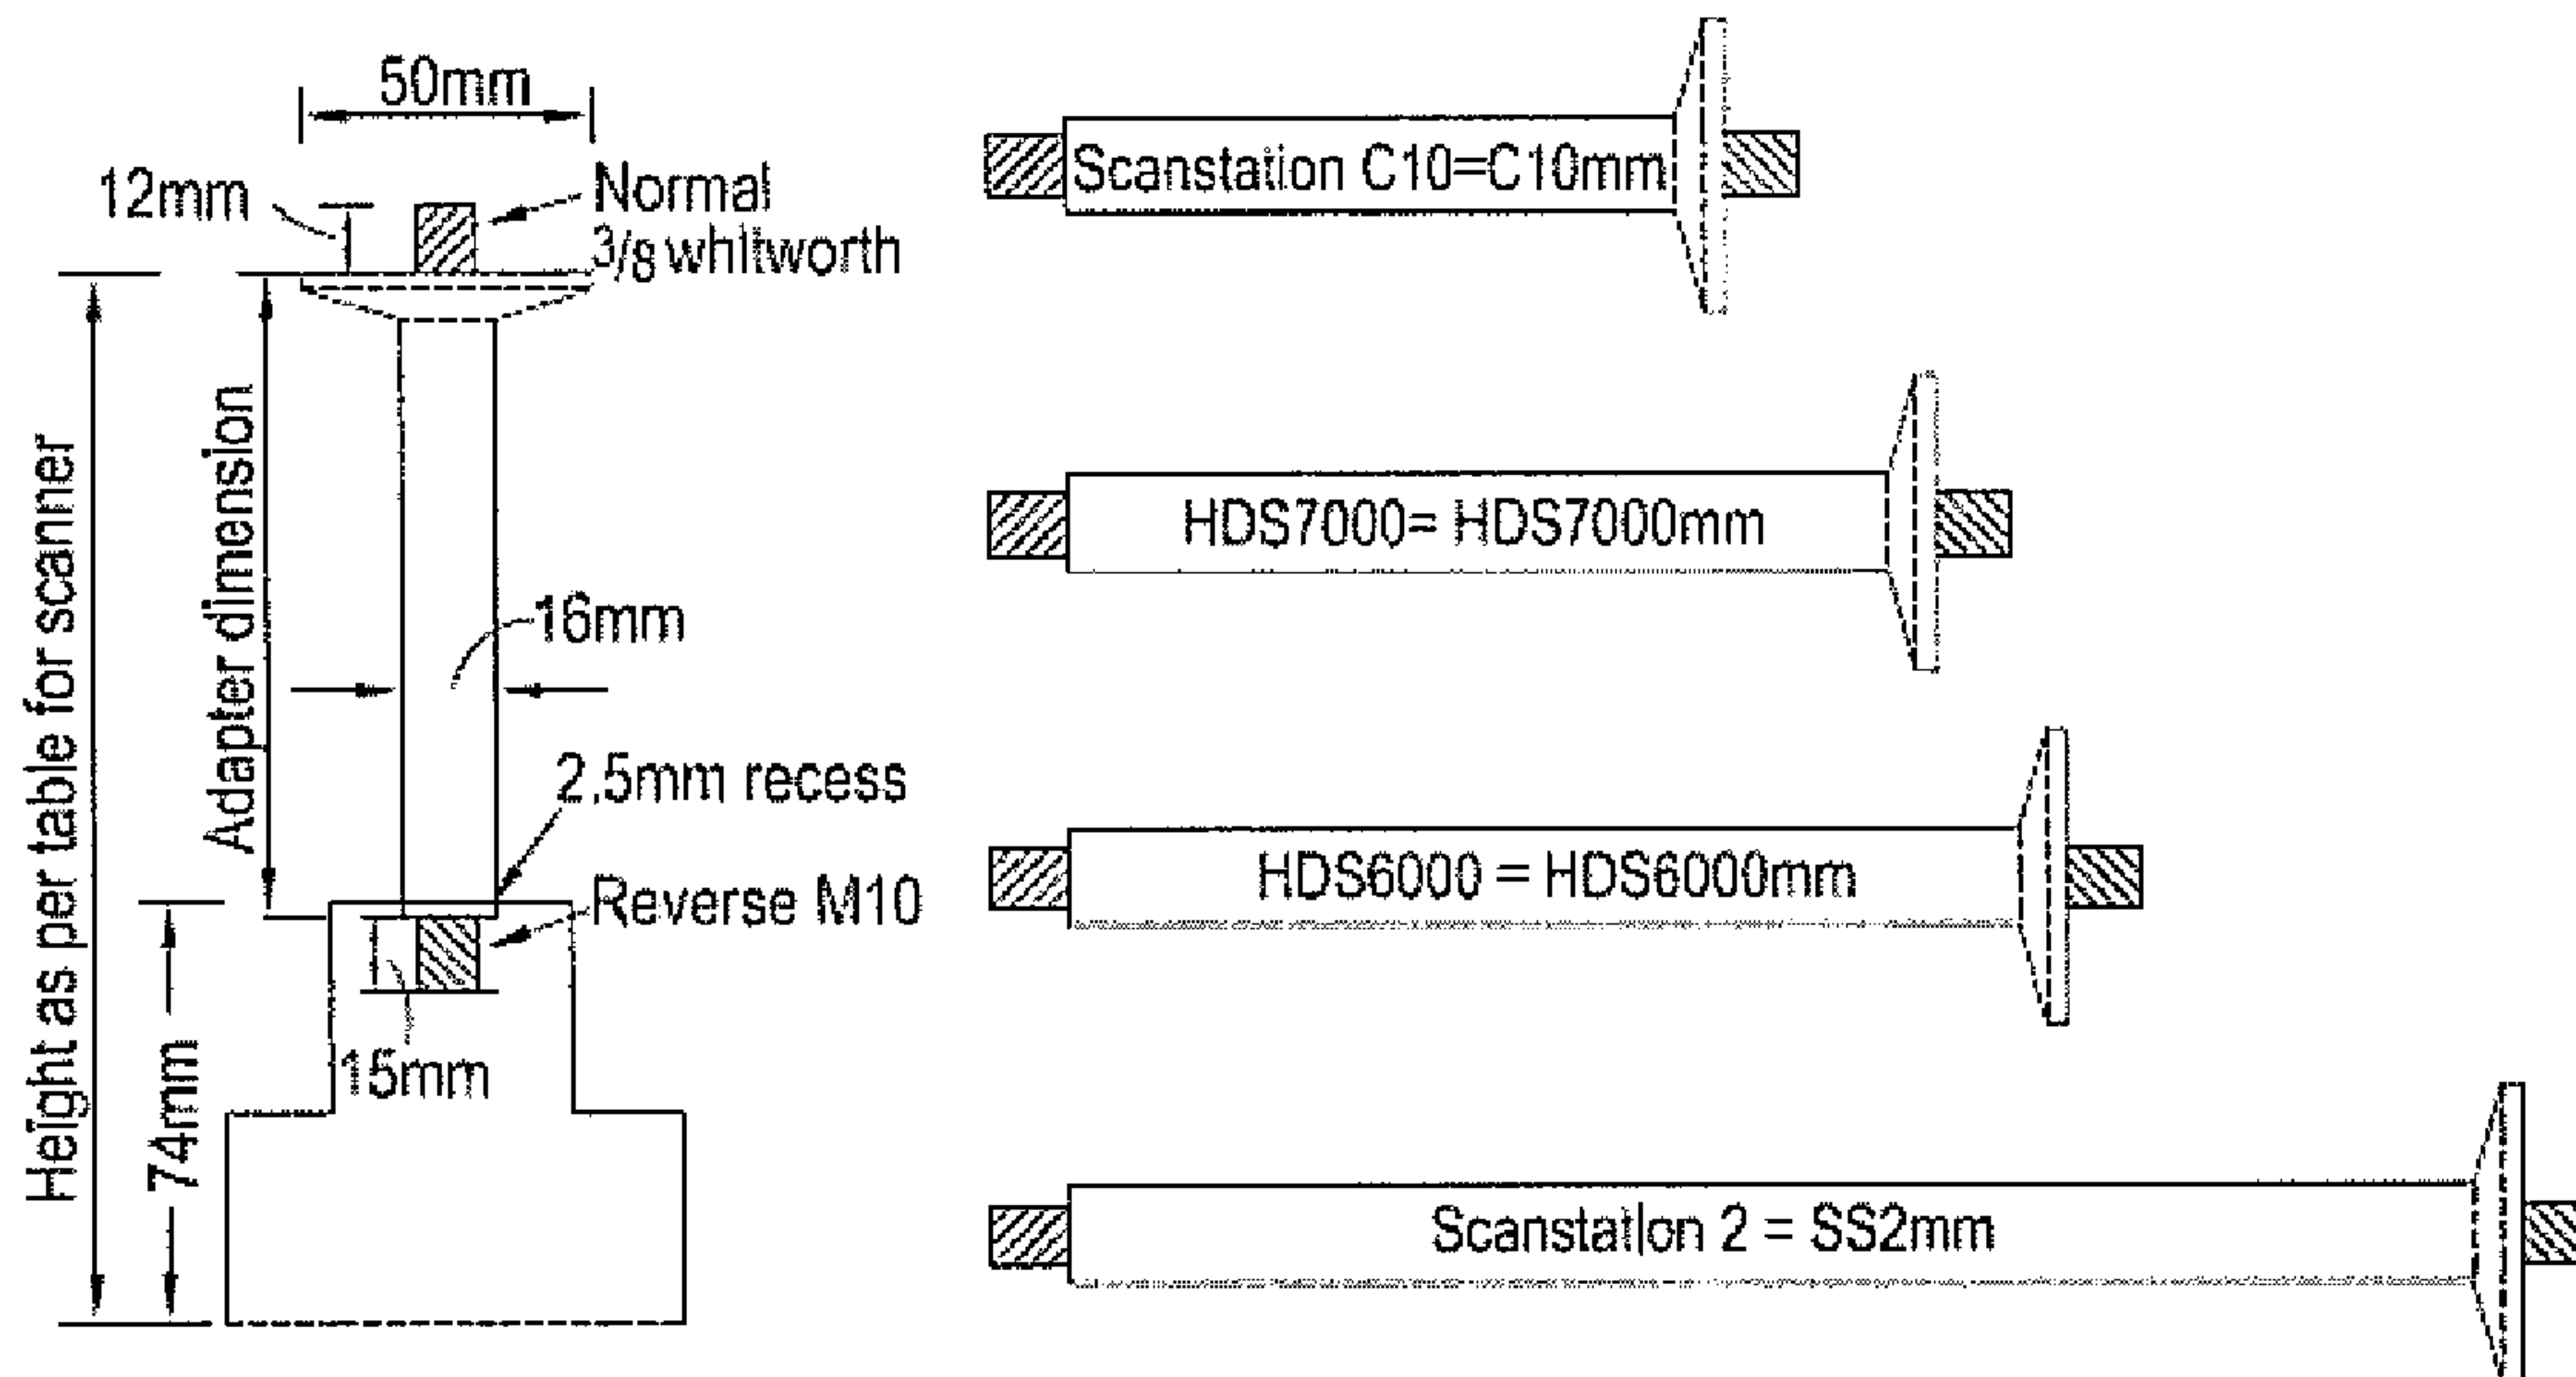 50mm
12mm
Normal
3/8 whitworth
Height as per table for scanner
Adapter dimension
16mm
2.5mm recess
Reverse M10
15mm
74mm
Scanstation C10=C10mm
HDS7000= HDS7000mm
HDS6000 = HDS6000mm
Scanstation 2 = SS2mm